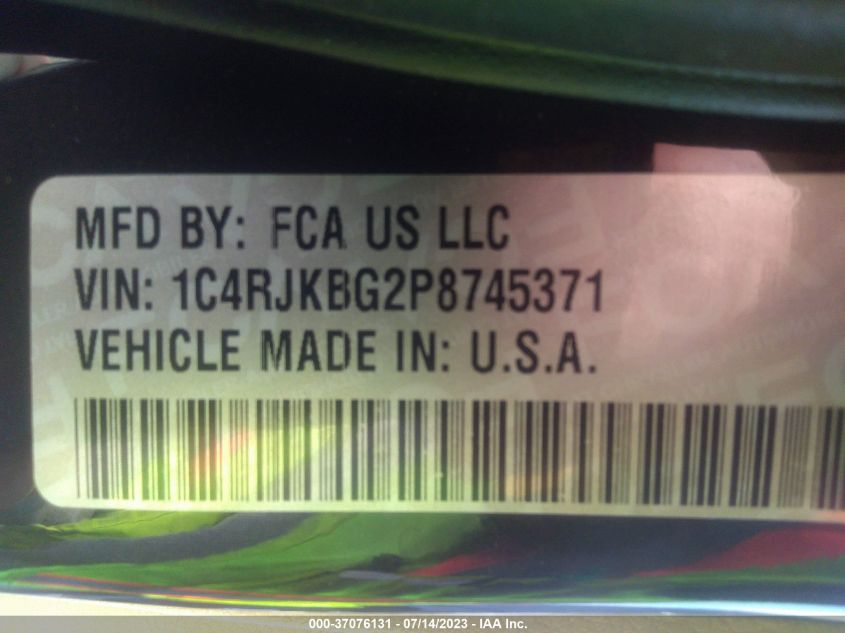 MFD BY: FCA US LLC
VIN: 1C4RJKBG2P8745371
VEHICLE MADE IN: U.S.A.
000-37076131 - 07/14/2023 - IAA Inc.